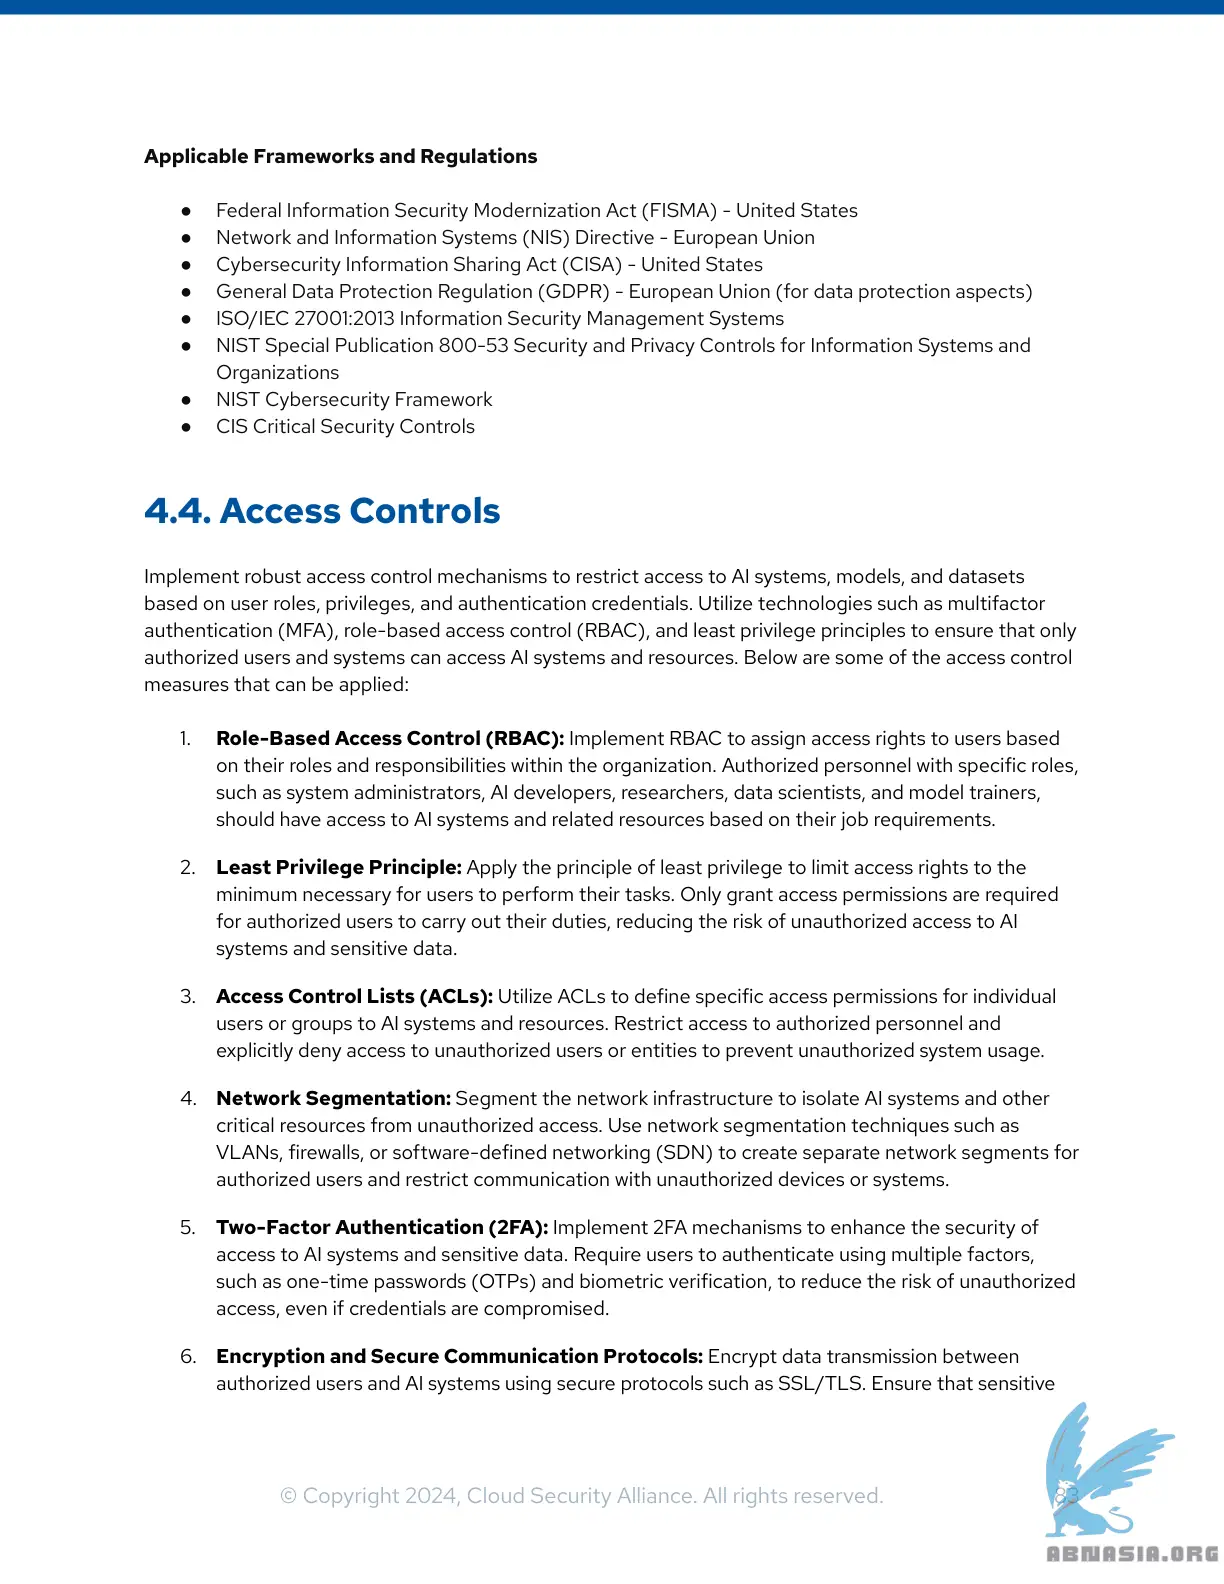 Applicable Frameworks and Regulations
● Federal Information Security Modernization Act (FISMA) - United States
● Network and Information Systems (NIS) Directive - European Union
● Cybersecurity Information Sharing Act (CISA) - United States
● General Data Protection Regulation (GDPR) - European Union (for data protection aspects)
● ISO/IEC 27001:2013 Information Security Management Systems
● NIST Special Publication 800-53 Security and Privacy Controls for Information Systems and
Organizations
● NIST Cybersecurity Framework
● CIS Critical Security Controls
4.4. Access Controls
Implement robust access control mechanisms to restrict access to AI systems, models, and datasets
based on user roles, privileges, and authentication credentials. Utilize technologies such as multifactor
authentication (MFA), role-based access control (RBAC), and least privilege principles to ensure that only
authorized users and systems can access AI systems and resources. Below are some of the access control
measures that can be applied:
1. Role-Based Access Control (RBAC): Implement RBAC to assign access rights to users based
on their roles and responsibilities within the organization. Authorized personnel with specific roles,
such as system administrators, AI developers, researchers, data scientists, and model trainers,
should have access to AI systems and related resources based on their job requirements.
2. Least Privilege Principle: Apply the principle of least privilege to limit access rights to the
minimum necessary for users to perform their tasks. Only grant access permissions are required
for authorized users to carry out their duties, reducing the risk of unauthorized access to AI
systems and sensitive data.
3. Access Control Lists (ACLs): Utilize ACLs to define specific access permissions for individual
users or groups to AI systems and resources. Restrict access to authorized personnel and
explicitly deny access to unauthorized users or entities to prevent unauthorized system usage.
4. Network Segmentation: Segment the network infrastructure to isolate AI systems and other
critical resources from unauthorized access. Use network segmentation techniques such as
VLANs, firewalls, or software-defined networking (SDN) to create separate network segments for
authorized users and restrict communication with unauthorized devices or systems.
5. Two-Factor Authentication (2FA): Implement 2FA mechanisms to enhance the security of
access to AI systems and sensitive data. Require users to authenticate using multiple factors,
such as one-time passwords (OTPs) and biometric verification, to reduce the risk of unauthorized
access, even if credentials are compromised.
6. Encryption and Secure Communication Protocols: Encrypt data transmission between
authorized users and AI systems using secure protocols such as SSL/TLS. Ensure that sensitive
© Copyright 2024, Cloud Security Alliance. All rights reserved.
83
ABNASIA.ORG